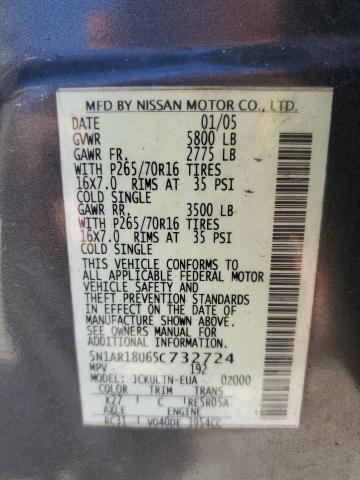 MFD BY NISSAN MOTOR CO., LTD.
DATE 01/05
GVWR 5800 LB
GAWR FR. 2775 LB
WITH P265/70R16 TIRES
16X7.0 RIMS AT 35 PSI
COLD SINGLE
GAWR RR. 3500 LB
WITH P265/70R16 TIRES
16X7.0 RIMS AT 35 PSI
COLD SINGLE
THIS VEHICLE CONFORMS TO
ALL APPLICABLE FEDERAL MOTOR
VEHICLE SAFETY AND
THEFT PREVENTION STANDARDS
IN EFFECT ON THE DATE OF
MANUFACTURE SHOWN ABOVE.
SEE OWNERS MANUAL FOR
ADDITIONAL INFORMATION.
5N1AR18U65C732724
MPV 192
MODEL: JCKULTN-EUA 02000
COLOR TRIM TRANS
K27 C RE5R05A
AXLE ENGINE
RC31 VQ40DE 3954CC